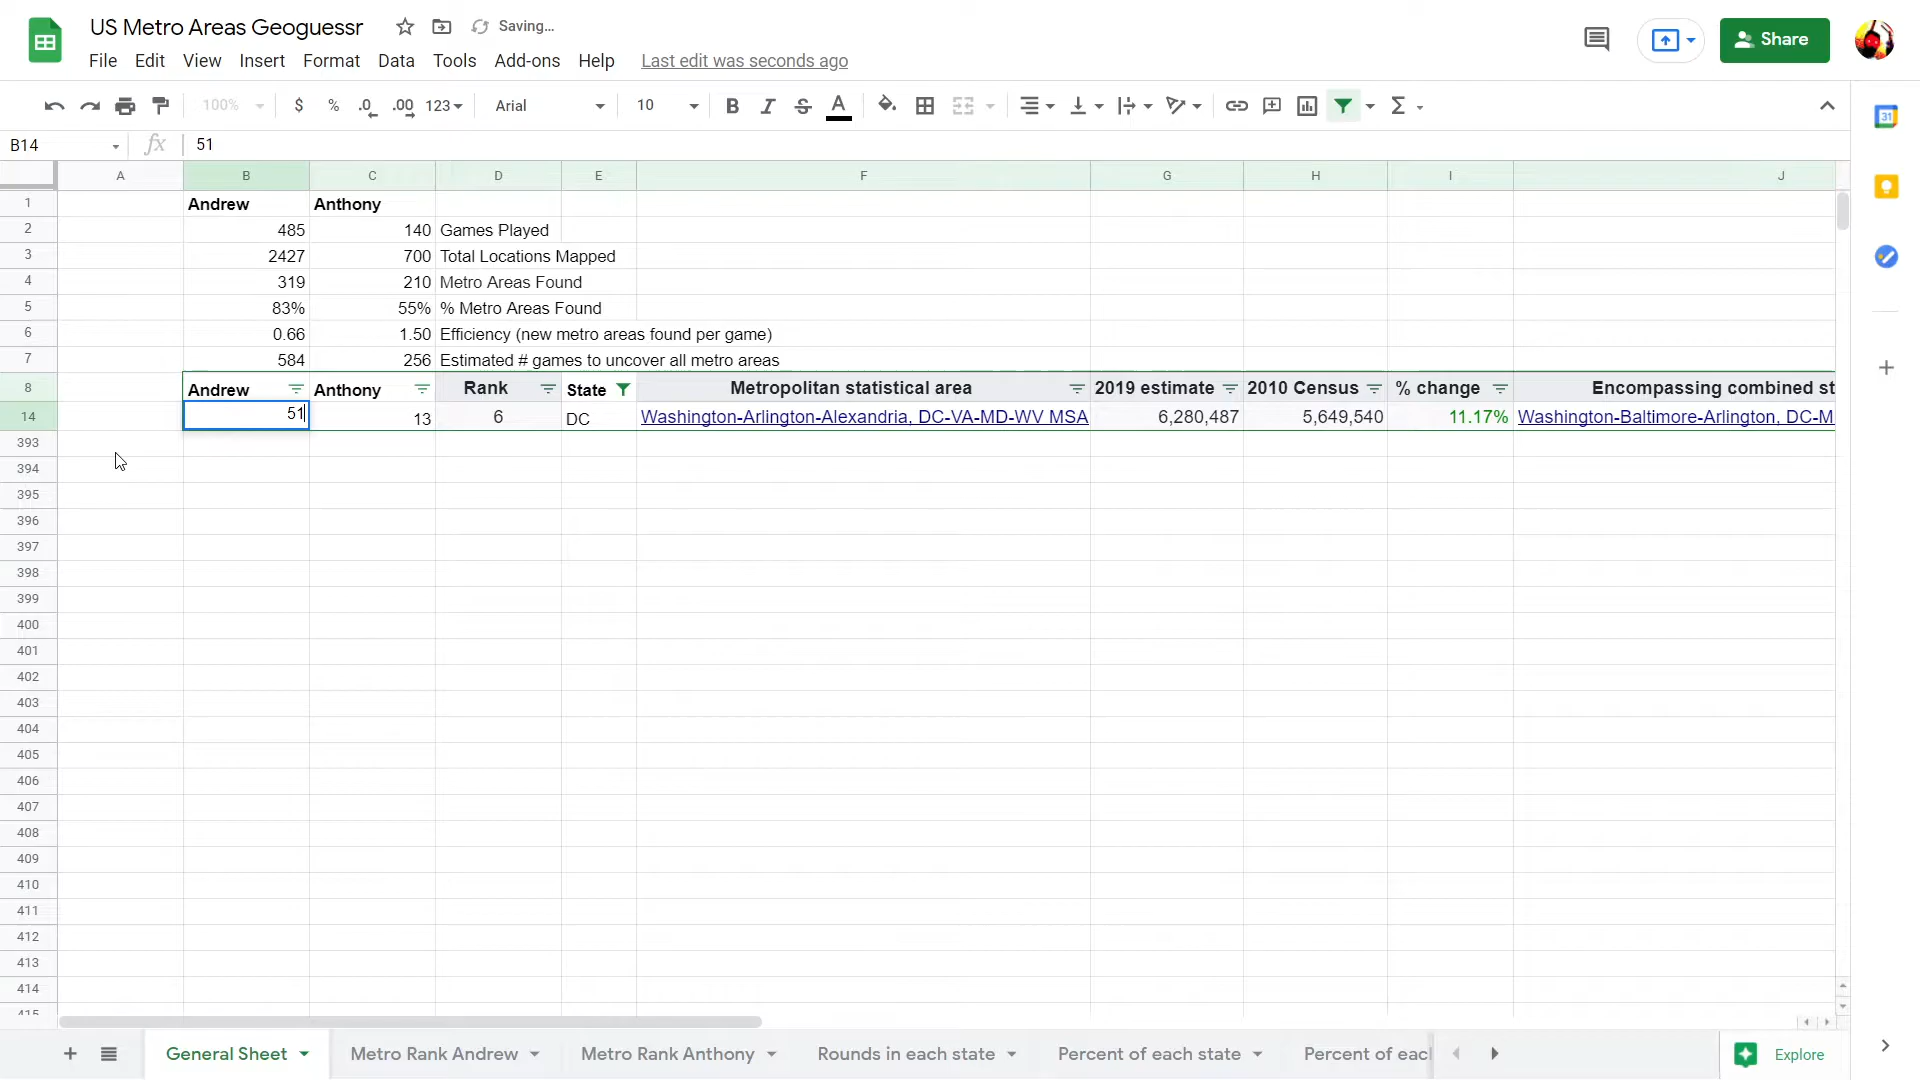 US Metro Areas Geoguessr Saving...
File Edit View Insert Format Data Tools Add-ons Help Last edit was seconds ago
Share
100% $ % .0 .00 123 Arial 10 B I S A Σ
31
B14 fx 51
A B C D E F G H I J
1 Andrew Anthony
2 485 140 Games Played
3 2427 700 Total Locations Mapped
4 319 210 Metro Areas Found
5 83% 55% % Metro Areas Found
6 0.66 1.50 Efficiency (new metro areas found per game)
7 584 256 Estimated # games to uncover all metro areas
8 Andrew Anthony Rank State Metropolitan statistical area 2019 estimate 2010 Census % change Encompassing combined st
14 51 13 6 DC Washington-Arlington-Alexandria, DC-VA-MD-WV MSA 6,280,487 5,649,540 11.17% Washington-Baltimore-Arlington, DC-M
393
394
395
396
397
398
399
400
401
402
403
404
405
406
407
408
409
410
411
412
413
414
415
General Sheet Metro Rank Andrew Metro Rank Anthony Rounds in each state Percent of each state Percent of eacl Explore